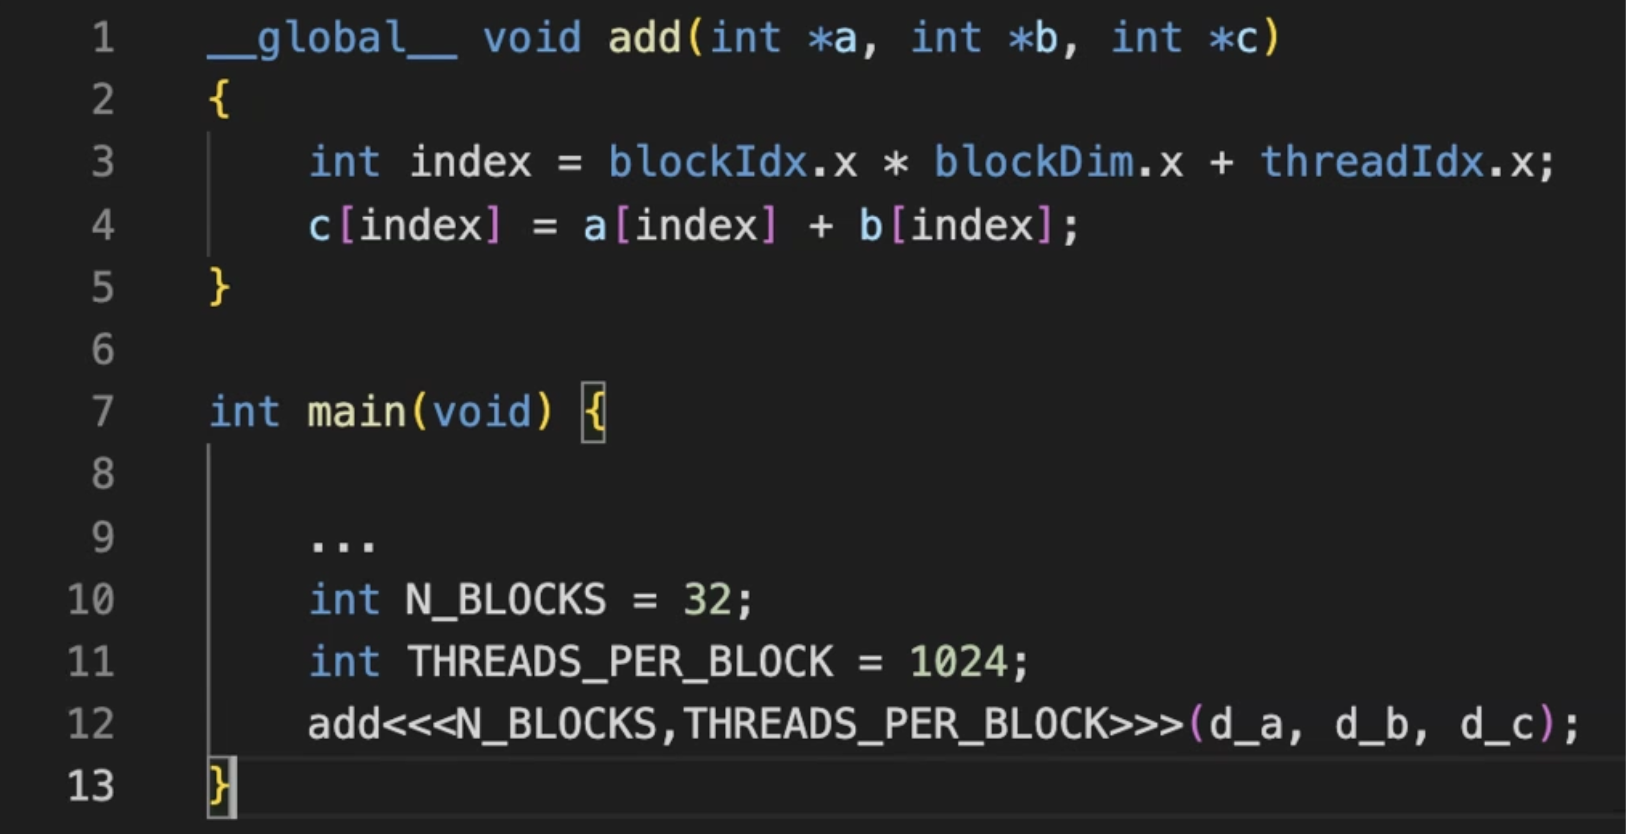 1 __global__ void add(int *a, int *b, int *c)
2 {
3     int index = blockIdx.x * blockDim.x + threadIdx.x;
4     c[index] = a[index] + b[index];
5 }
6
7 int main(void) {
8
9     ...
10     int N_BLOCKS = 32;
11     int THREADS_PER_BLOCK = 1024;
12     add<<<N_BLOCKS,THREADS_PER_BLOCK>>>(d_a, d_b, d_c);
13 }